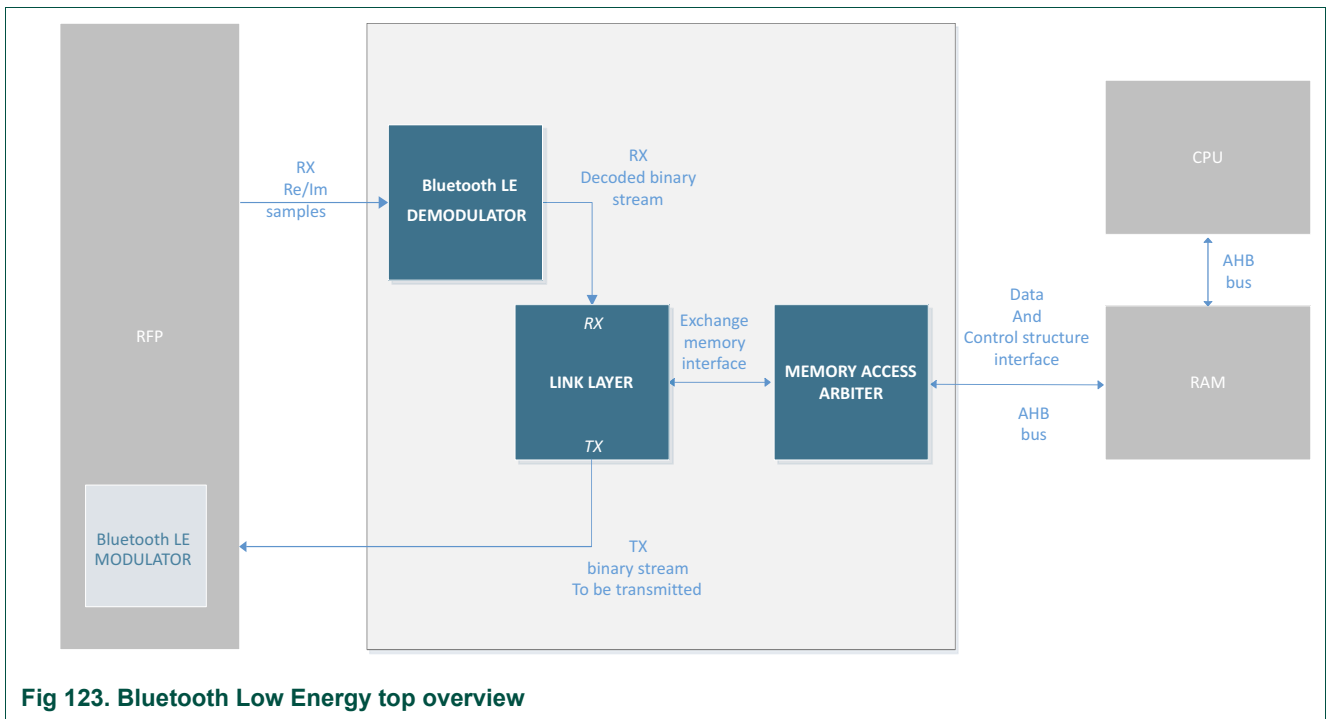 RFP
Bluetooth LE
MODULATOR
RX
Re/Im
samples
Bluetooth LE
DEMODULATOR
RX
Decoded binary
stream
RX
LINK LAYER
TX
Exchange
memory
interface
MEMORY ACCESS
ARBITER
TX
binary stream
To be transmitted
Data
And
Control structure
interface
AHB
bus
CPU
AHB
bus
RAM
Fig 123. Bluetooth Low Energy top overview